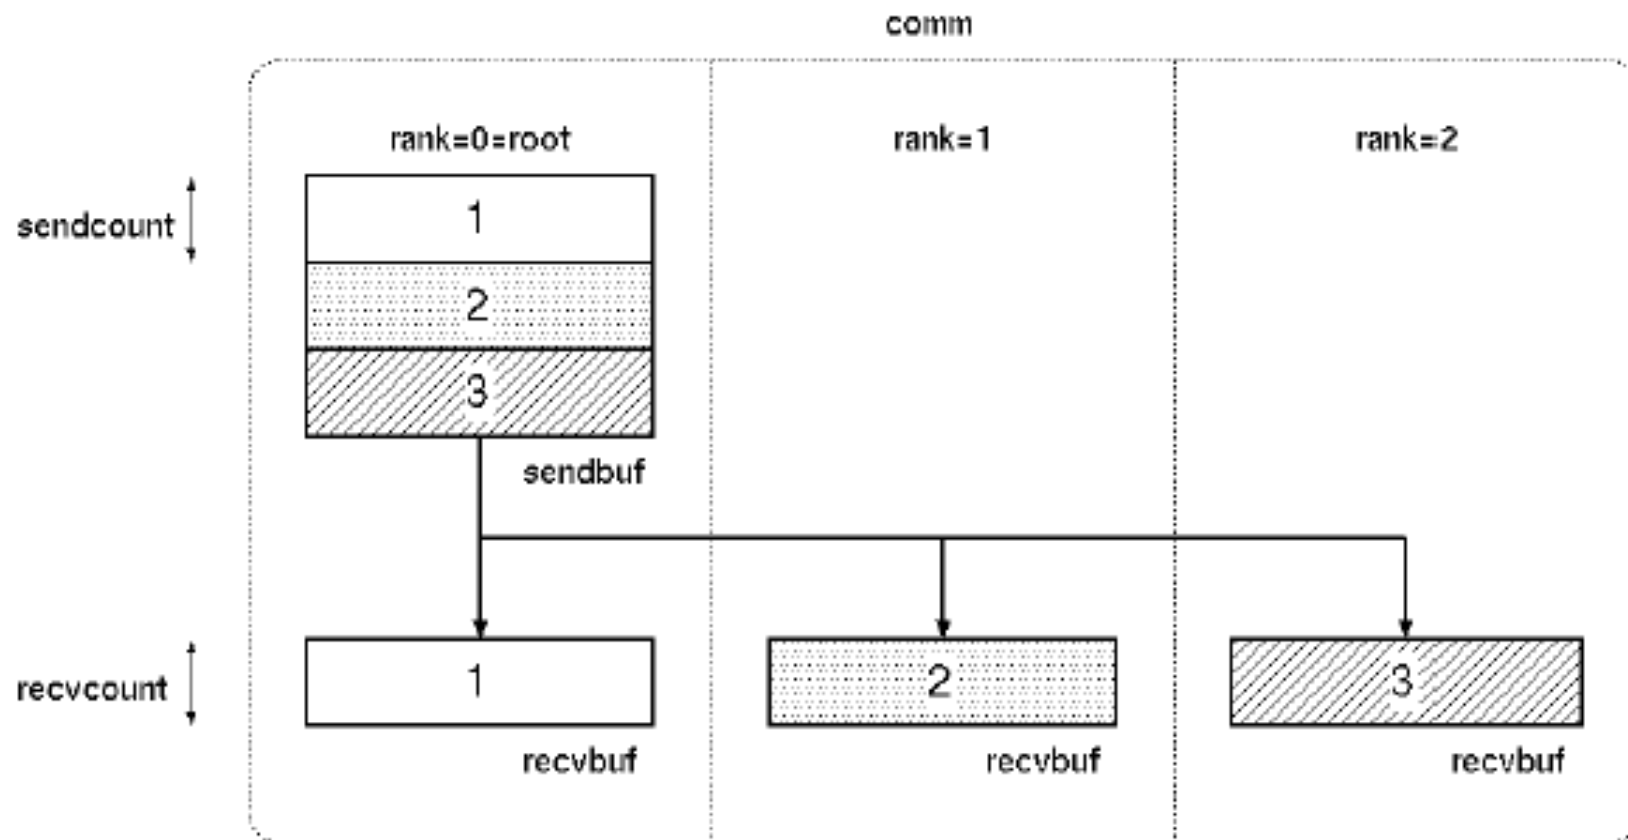 comm
rank=0=root
rank=1
rank=2
sendcount
1
2
3
sendbuf
recvcount
1
2
3
recvbuf
recvbuf
recvbuf